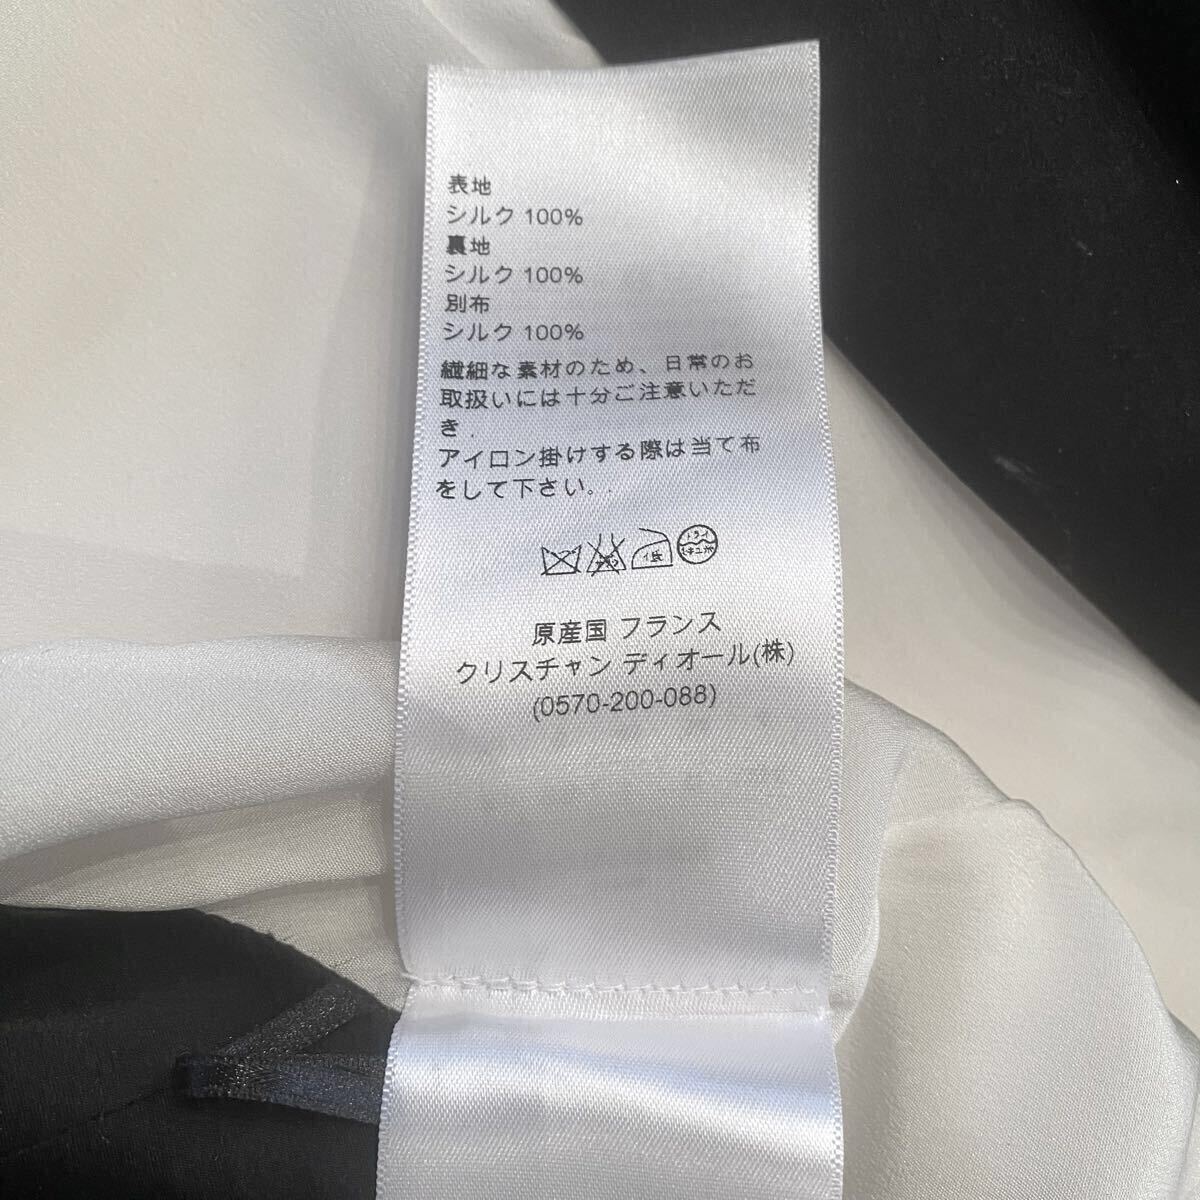 表地
シルク 100%
裏地
シルク 100%
別布
シルク 100%
繊細な素材のため、日常のお
取扱いには十分ご注意いただ
き.
アイロン掛けする際は当て布
をして下さい。.
原産国 フランス
クリスチャン ディオール(株)
(0570-200-088)